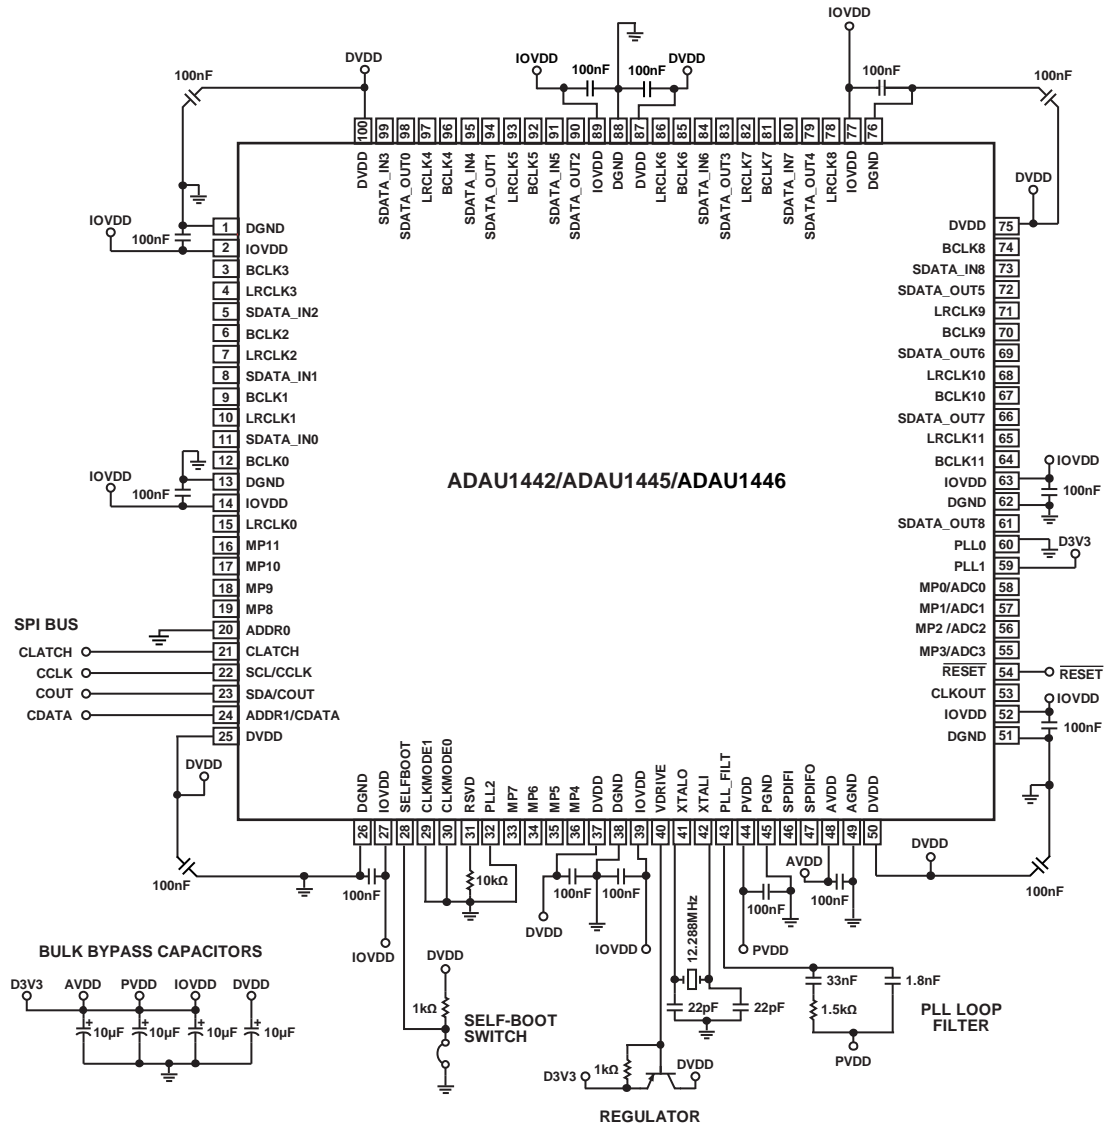 IOVDD
DVDD
IOVDD
100nF
100nF
DVDD
100nF
100nF
100nF
100 99 98 97 96 95 94 93 92 91 90 89 88 87 86 85 84 83 82 81 80 79 78 77 76
DVDD
SDATA_IN3
SDATA_OUT0
LRCLK4
BCLK4
SDATA_IN4
SDATA_OUT1
LRCLK5
BCLK5
SDATA_IN5
SDATA_OUT2
IOVDD
DGND
DVDD
LRCLK6
BCLK6
SDATA_IN6
SDATA_OUT3
LRCLK7
BCLK7
SDATA_IN7
SDATA_OUT4
LRCLK8
IOVDD
DGND
IOVDD
100nF
1 DGND
2 IOVDD
3 BCLK3
4 LRCLK3
5 SDATA_IN2
6 BCLK2
7 LRCLK2
8 SDATA_IN1
9 BCLK1
10 LRCLK1
11 SDATA_IN0
12 BCLK0
13 DGND
14 IOVDD
15 LRCLK0
16 MP11
17 MP10
18 MP9
19 MP8
20 ADDR0
21 CLATCH
22 SCL/CCLK
23 SDA/COUT
24 ADDR1/CDATA
25 DVDD
IOVDD
100nF
SPI BUS
CLATCH
CCLK
COUT
CDATA
DVDD
100nF
ADAU1442/ADAU1445/ADAU1446
DVDD
DVDD 75
BCLK8 74
SDATA_IN8 73
SDATA_OUT5 72
LRCLK9 71
BCLK9 70
SDATA_OUT6 69
LRCLK10 68
BCLK10 67
SDATA_OUT7 66
LRCLK11 65
BCLK11 64
IOVDD 63
DGND 62
SDATA_OUT8 61
PLL0 60
PLL1 59
MP0/ADC0 58
MP1/ADC1 57
MP2 /ADC2 56
MP3/ADC3 55
RESET 54
CLKOUT 53
IOVDD 52
DGND 51
IOVDD
100nF
D3V3
RESET
IOVDD
100nF
DGND
IOVDD
SELFBOOT
CLKMODE1
CLKMODE0
RSVD
PLL2
MP7
MP6
MP5
MP4
DVDD
DGND
IOVDD
VDRIVE
XTALO
XTALI
PLL_FILT
PVDD
PGND
SPDIFI
SPDIFO
AVDD
AGND
DVDD
26 27 28 29 30 31 32 33 34 35 36 37 38 39 40 41 42 43 44 45 46 47 48 49 50
100nF
IOVDD
10kΩ
100nF
100nF
DVDD
IOVDD
12.288MHz
100nF
PVDD
AVDD
100nF
DVDD
100nF
BULK BYPASS CAPACITORS
D3V3
AVDD
PVDD
IOVDD
DVDD
10µF
10µF
10µF
10µF
DVDD
1kΩ
SELF-BOOT
SWITCH
22pF
22pF
33nF
1.8nF
1.5kΩ
PVDD
PLL LOOP
FILTER
D3V3
1kΩ
DVDD
REGULATOR